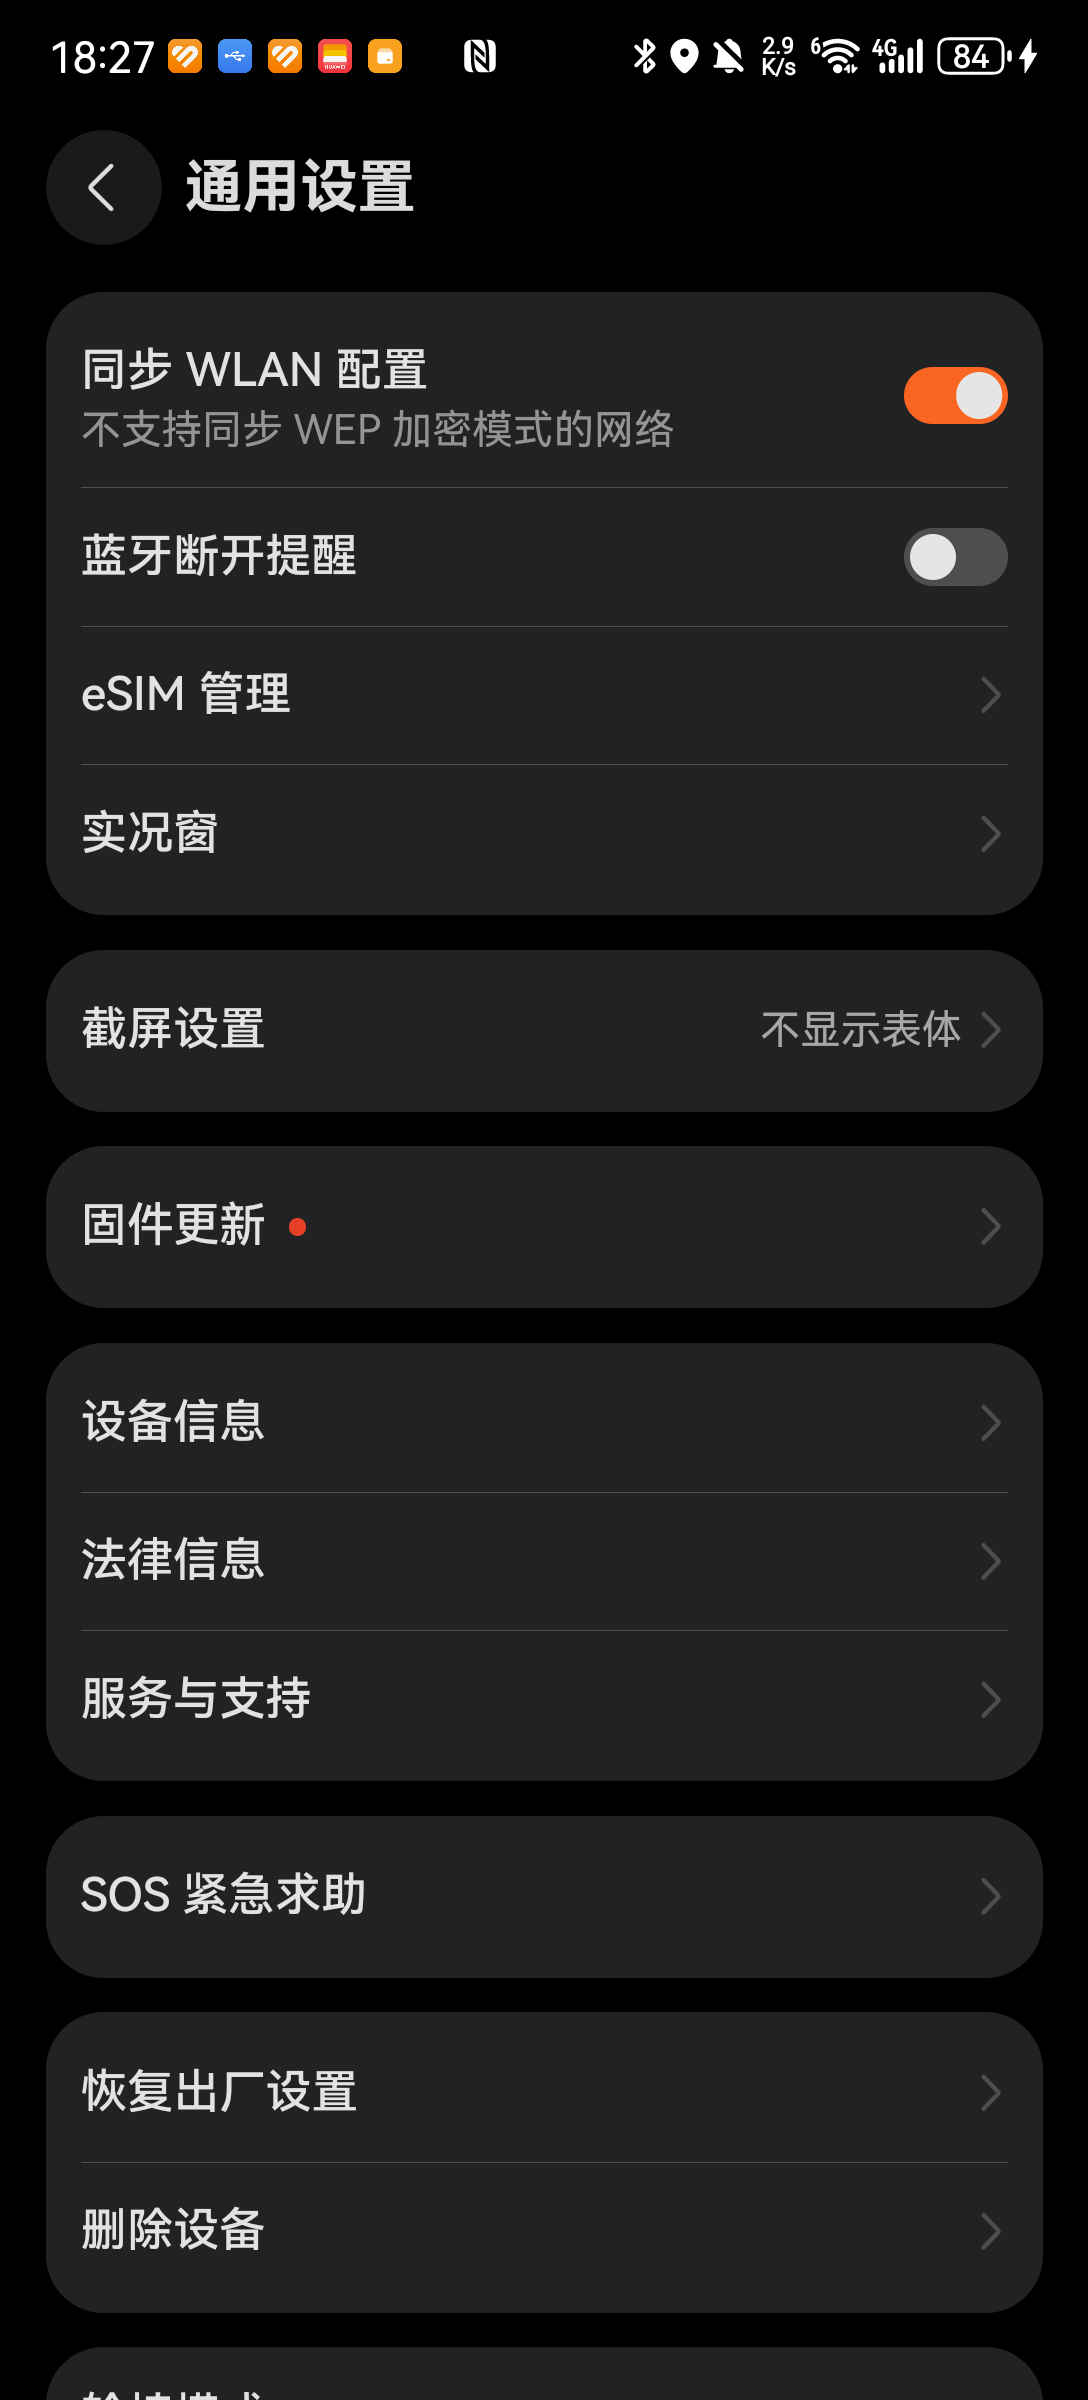 18:27
2.9 K/s
6
4G
84
通用设置
同步 WLAN 配置
不支持同步 WEP 加密模式的网络
蓝牙断开提醒
eSIM 管理
实况窗
截屏设置 不显示表体
固件更新
设备信息
法律信息
服务与支持
SOS 紧急求助
恢复出厂设置
删除设备